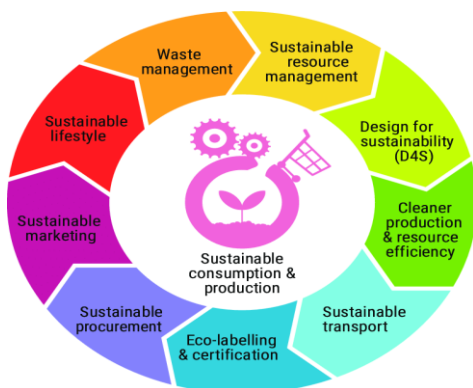 Waste
management
Sustainable
resource
management
Design for
sustainability
(D4S)
Cleaner
production
& resource
efficiency
Sustainable
transport
Eco-labelling
& certification
Sustainable
procurement
Sustainable
marketing
Sustainable
lifestyle
Sustainable
consumption &
production